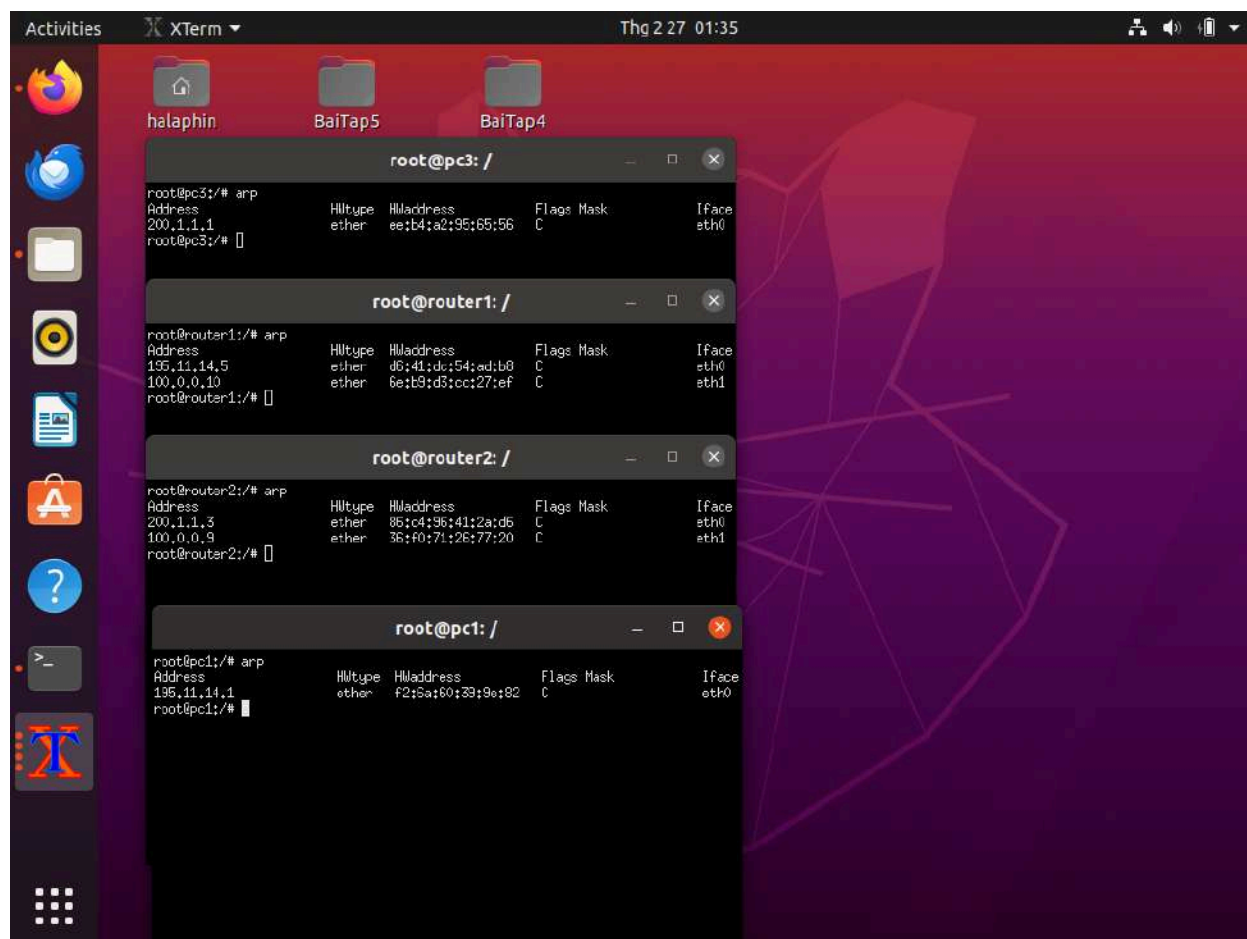 Activities XTerm Thg 2 27 01:35
halaphin BaiTap5 BaiTap4
root@pc3: /
root@pc3:/# arp
Address HWtype HWaddress Flags Mask Iface
200.1.1.1 ether ee:b4:a2:95:65:56 C eth0
root@pc3:/#
root@router1: /
root@router1:/# arp
Address HWtype HWaddress Flags Mask Iface
195.11.14.5 ether d6:41:dc:54:ad:b8 C eth0
100.0.0.10 ether 6e:b9:d3:cc:27:ef C eth1
root@router1:/#
root@router2: /
root@router2:/# arp
Address HWtype HWaddress Flags Mask Iface
200.1.1.3 ether 86:c4:96:41:2a:d6 C eth0
100.0.0.9 ether 36:f0:71:26:77:20 C eth1
root@router2:/#
root@pc1: /
root@pc1:/# arp
Address HWtype HWaddress Flags Mask Iface
195.11.14.1 ether f2:6a:60:39:9e:82 C eth0
root@pc1:/#